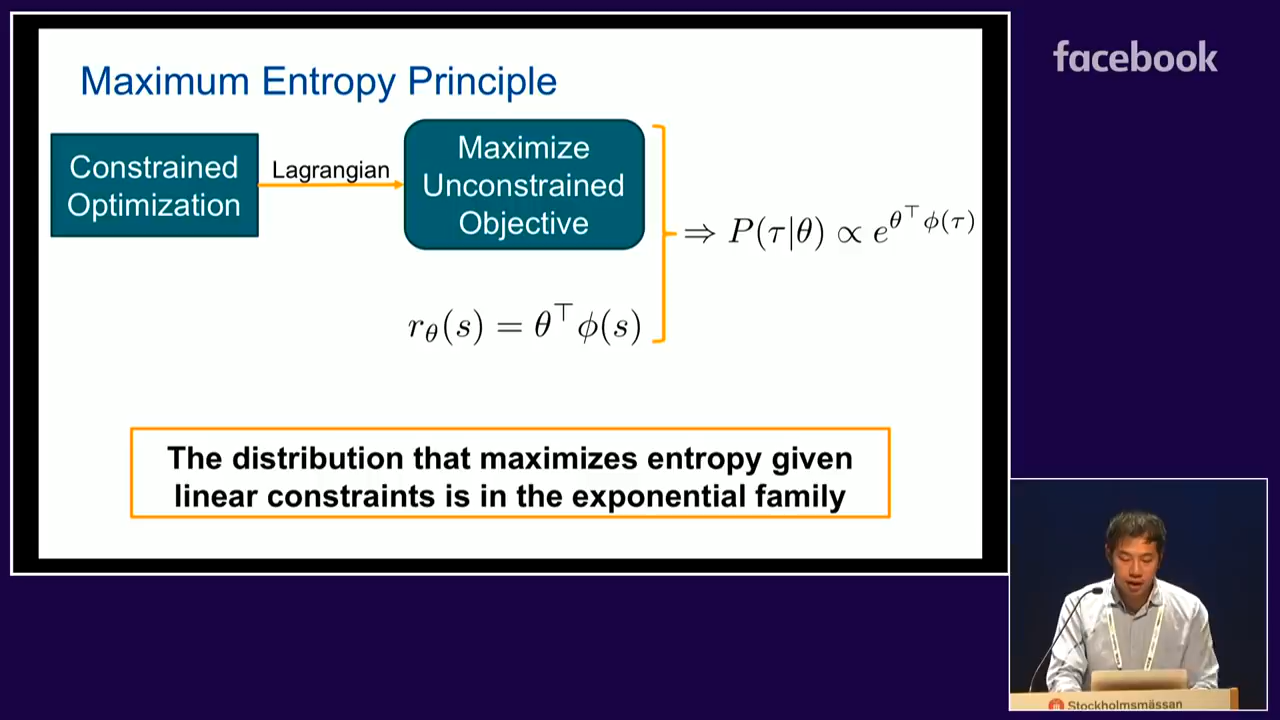 Maximum Entropy Principle
facebook
Constrained
Optimization
Lagrangian
Maximize
Unconstrained
Objective
⇒ P(τ|θ) ∝ e^{θ^⊤ ϕ(τ)}
r_θ(s) = θ^⊤ ϕ(s)
The distribution that maximizes entropy given
linear constraints is in the exponential family
Stockholmsmässan